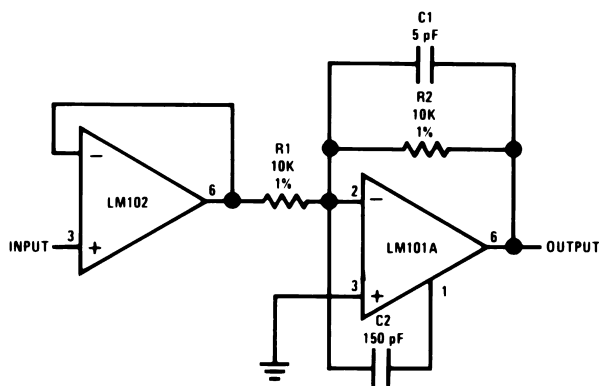 C1
5 pF
R2
10K
1%
R1
10K
1%
−
LM102
6
INPUT
3
+
2
−
LM101A
6
OUTPUT
3
+
1
C2
150 pF